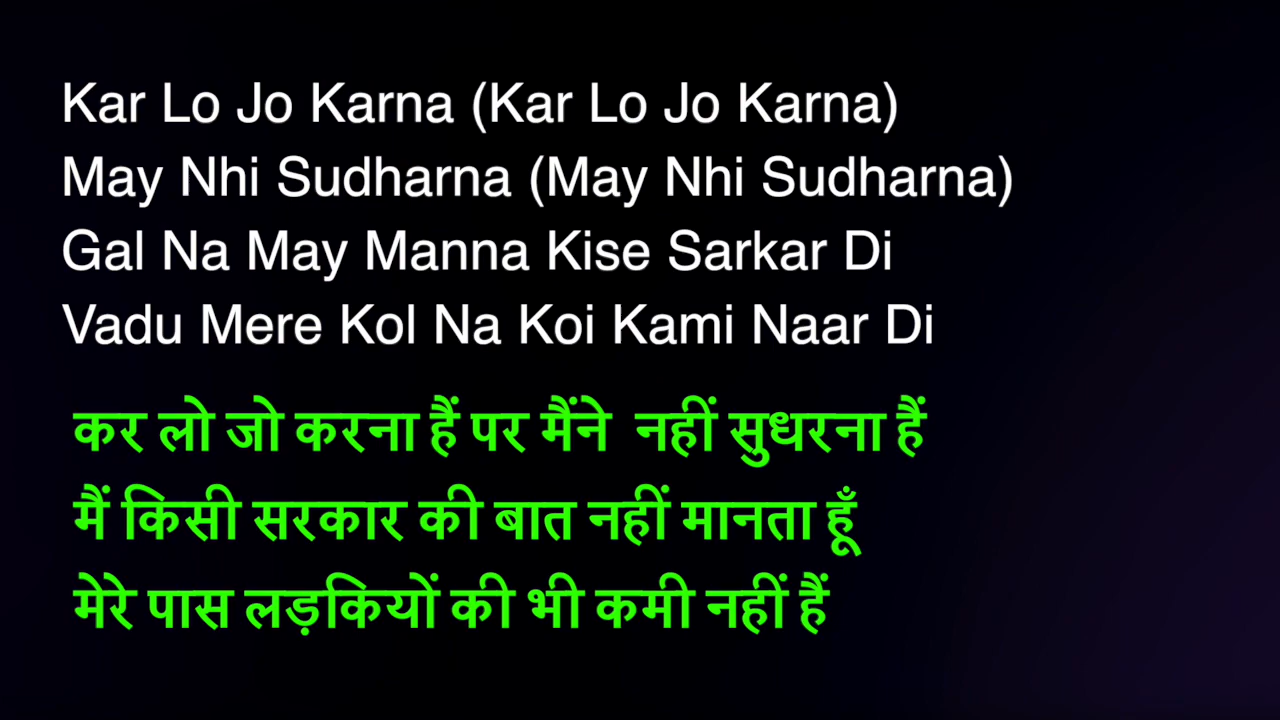 Kar Lo Jo Karna (Kar Lo Jo Karna)
May Nhi Sudharna (May Nhi Sudharna)
Gal Na May Manna Kise Sarkar Di
Vadu Mere Kol Na Koi Kami Naar Di
कर लो जो करना हैं पर मैंने नहीं सुधरना हैं
मैं किसी सरकार की बात नहीं मानता हूँ
मेरे पास लड़कियों की भी कमी नहीं हैं